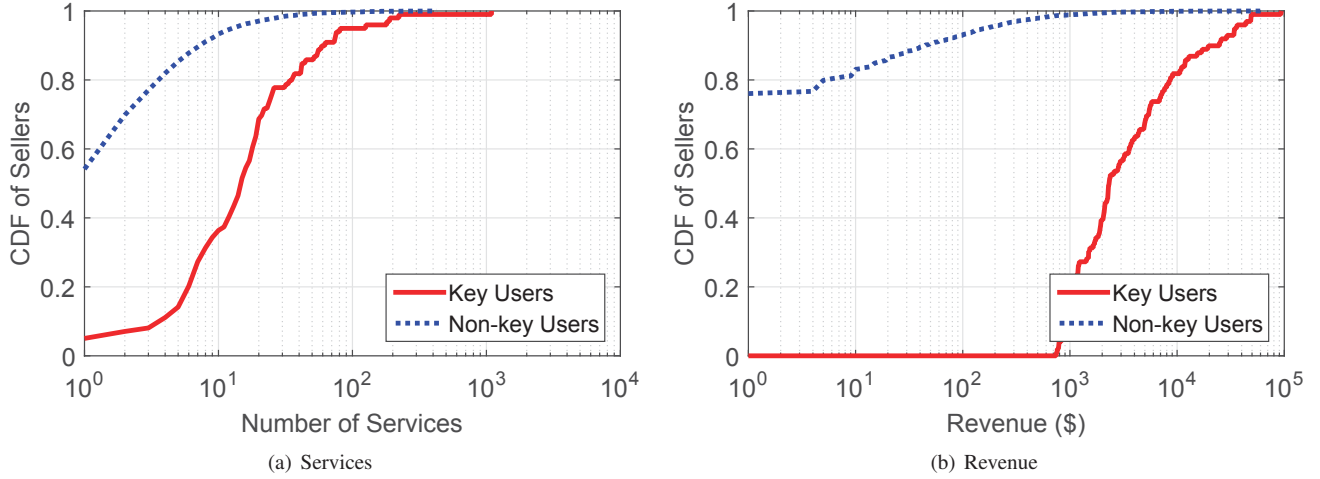 1
0.8
0.6
0.4
0.2
0
CDF of Sellers
Key Users
Non-key Users
10^0 10^1 10^2 10^3 10^4
Number of Services
(a) Services
1
0.8
0.6
0.4
0.2
0
CDF of Sellers
Key Users
Non-key Users
10^0 10^1 10^2 10^3 10^4 10^5
Revenue ($)
(b) Revenue